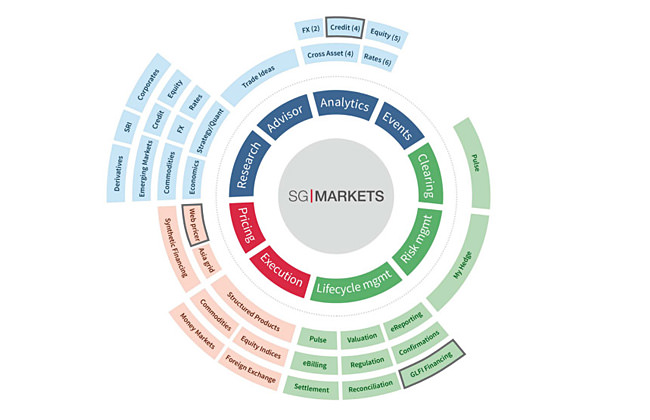 FX (2)
Credit (4)
Equity (5)
Cross Asset (4)
Rates (6)
Trade Ideas
Corporates
Equity
Rates
Strategy/Quant
SRI
Credit
FX
Derivatives
Emerging Markets
Commodities
Economics
Research
Advisor
Analytics
Events
Clearing
Risk mgmt
Lifecycle mgmt
Execution
Pricing
SG|MARKETS
Pulse
My Hedge
Web pricer
Asia grid
Synthetic Financing
Structured Products
Commodities
Equity Indices
Money Markets
Foreign Exchange
Pulse
Valuation
eReporting
eBilling
Regulation
Confirmations
Settlement
Reconciliation
GLFI Financing